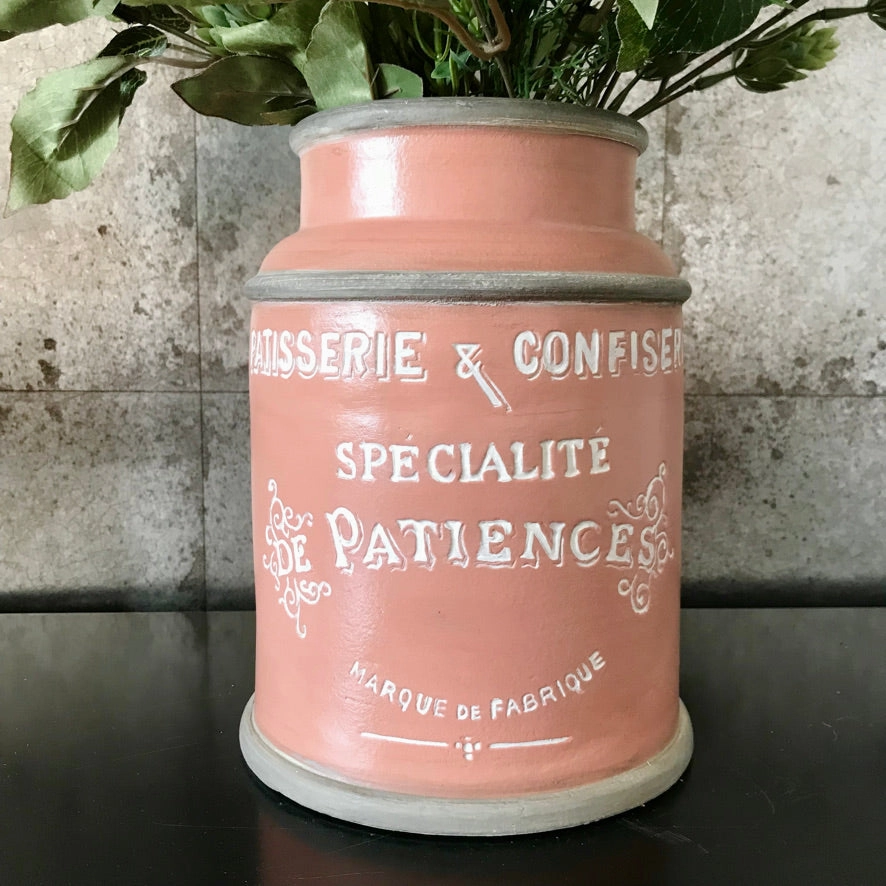 PATISSERIE & CONFISER
SPÉCIALITÉ
DE PATIENCES
MARQUE DE FABRIQUE